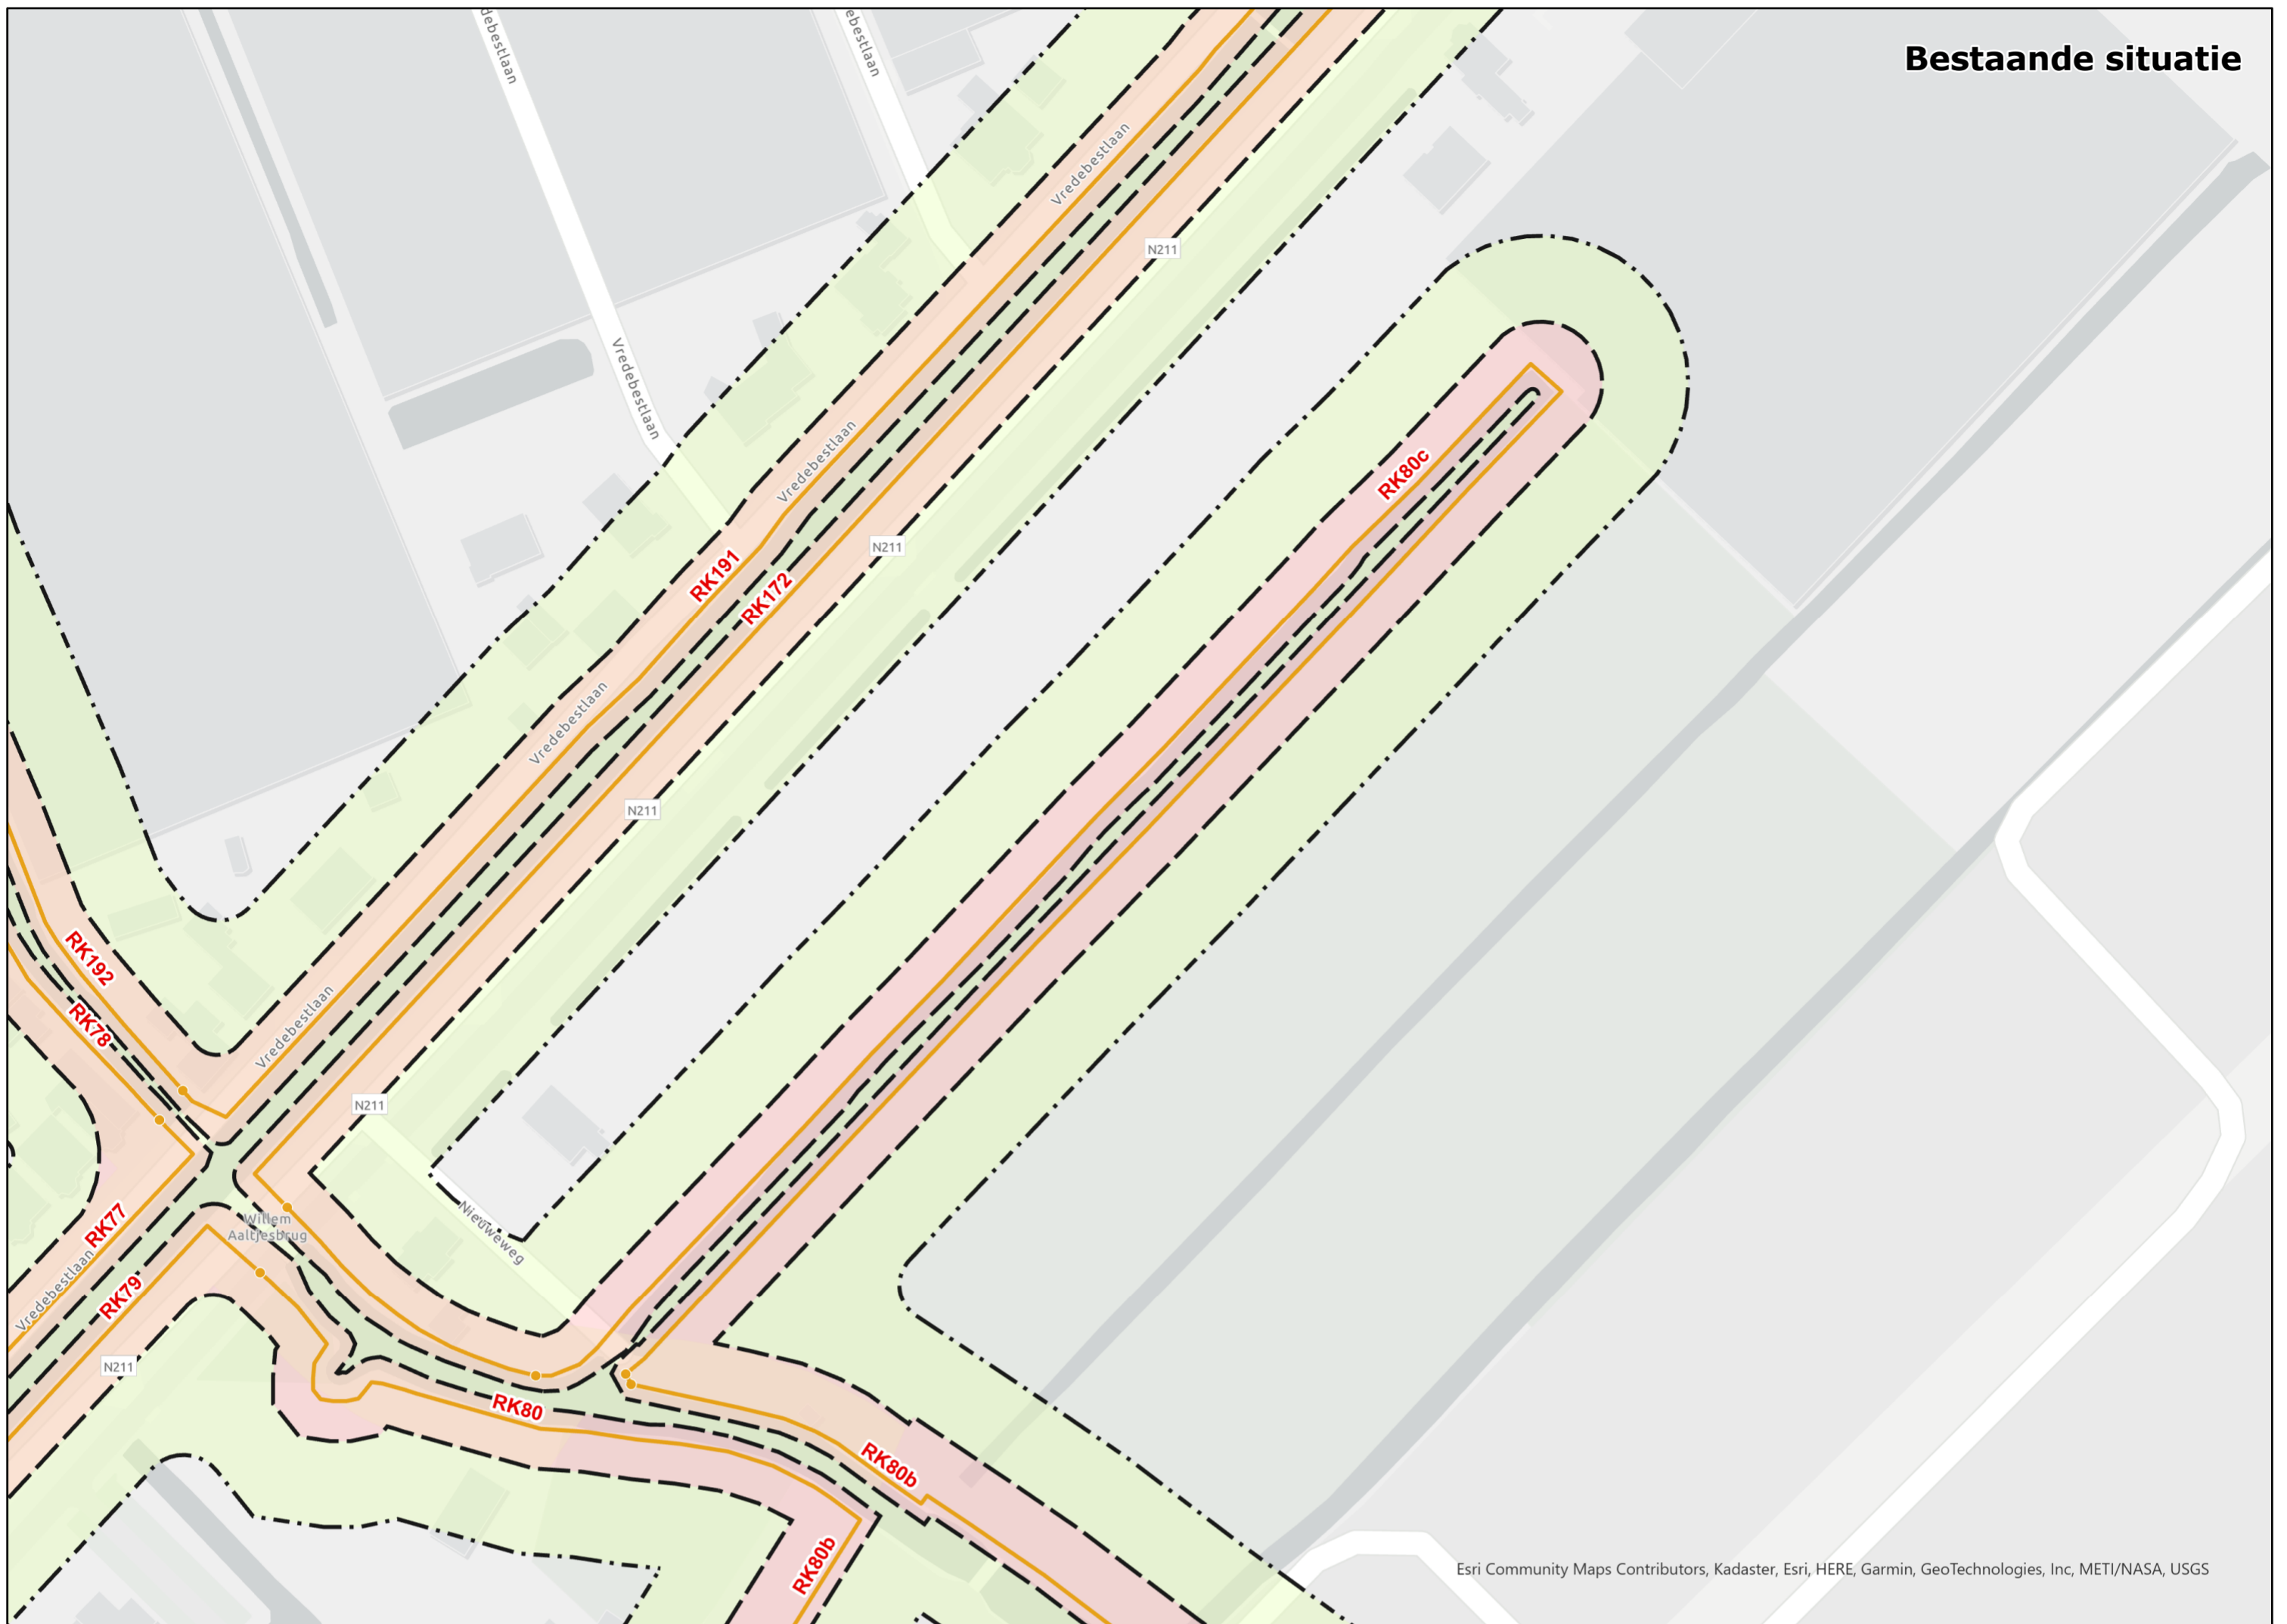 Bestaande situatie
debestlaan
ebestlaan
Vredebestlaan
N211
Vredebestlaan
Vredebestlaan
RK80c
N211
RK191
RK172
Vredebestlaan
N211
RK192
RK78
Vredebestlaan
N211
Willem
Aaltjesbrug
Nieuweweg
RK77
Vredebestlaan
RK79
N211
RK80
RK80b
RK80b
Esri Community Maps Contributors, Kadaster, Esri, HERE, Garmin, GeoTechnologies, Inc, METI/NASA, USGS